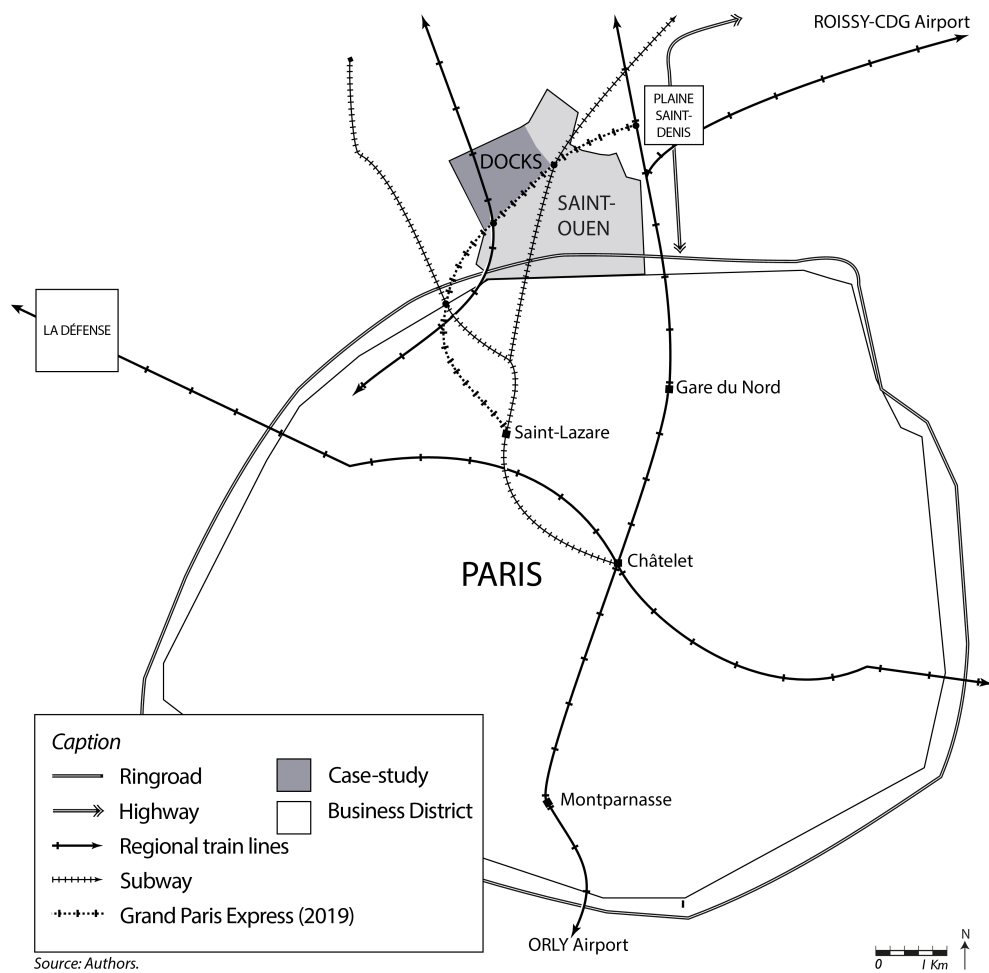 ROISSY-CDG Airport
PLAINE
SAINT-
DENIS
DOCKS
SAINT-
OUEN
LA DÉFENSE
Gare du Nord
Saint-Lazare
Châtelet
PARIS
Montparnasse
ORLY Airport
Caption
Ringroad
Highway
Regional train lines
Subway
Grand Paris Express (2019)
Case-study
Business District
Source: Authors.
N
0 1 Km